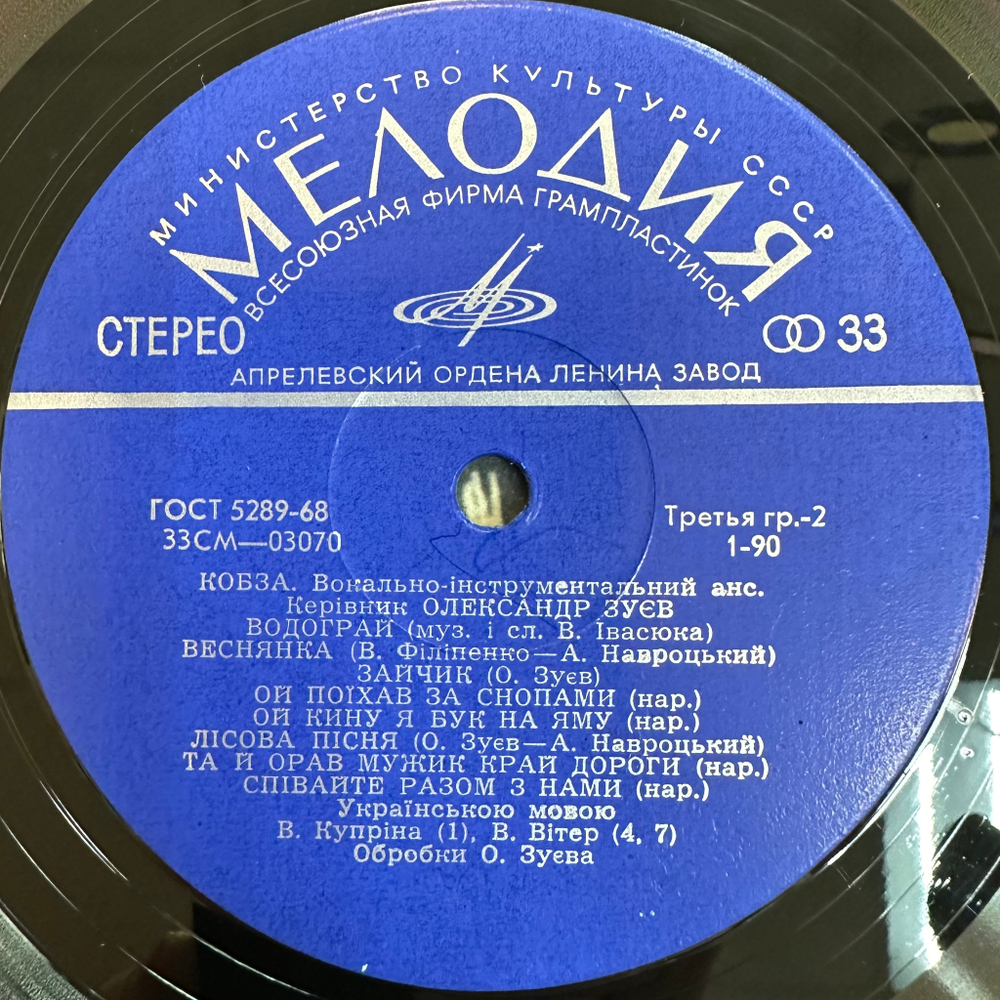 МИНИСТЕРСТВО КУЛЬТУРЫ СССР
МЕЛОДИЯ
ВСЕСОЮЗНАЯ ФИРМА ГРАМПЛАСТИНОК
СТЕРЕО
33
АПРЕЛЕВСКИЙ ОРДЕНА ЛЕНИНА ЗАВОД
ГОСТ 5289-68
33СМ—03070
Третья гр.-2
1-90
КОБЗА. Вокально-інструментальний анс.
Керівник ОЛЕКСАНДР ЗУЄВ
ВОДОГРАЙ (муз. і сл. В. Івасюка)
ВЕСНЯНКА (В. Філіпенко—А. Навроцький)
ЗАЙЧИК (О. Зуєв)
ОЙ ПОЇХАВ ЗА СНОПАМИ (нар.)
ОЙ КИНУ Я БУК НА ЯМУ (нар.)
ЛІСОВА ПІСНЯ (О. Зуєв—А. Навроцький)
ТА Й ОРАВ МУЖИК КРАЙ ДОРОГИ (нар.)
СПІВАЙТЕ РАЗОМ З НАМИ (нар.)
Українською мовою
В. Купріна (1), В. Вітер (4, 7)
Обробки О. Зуєва